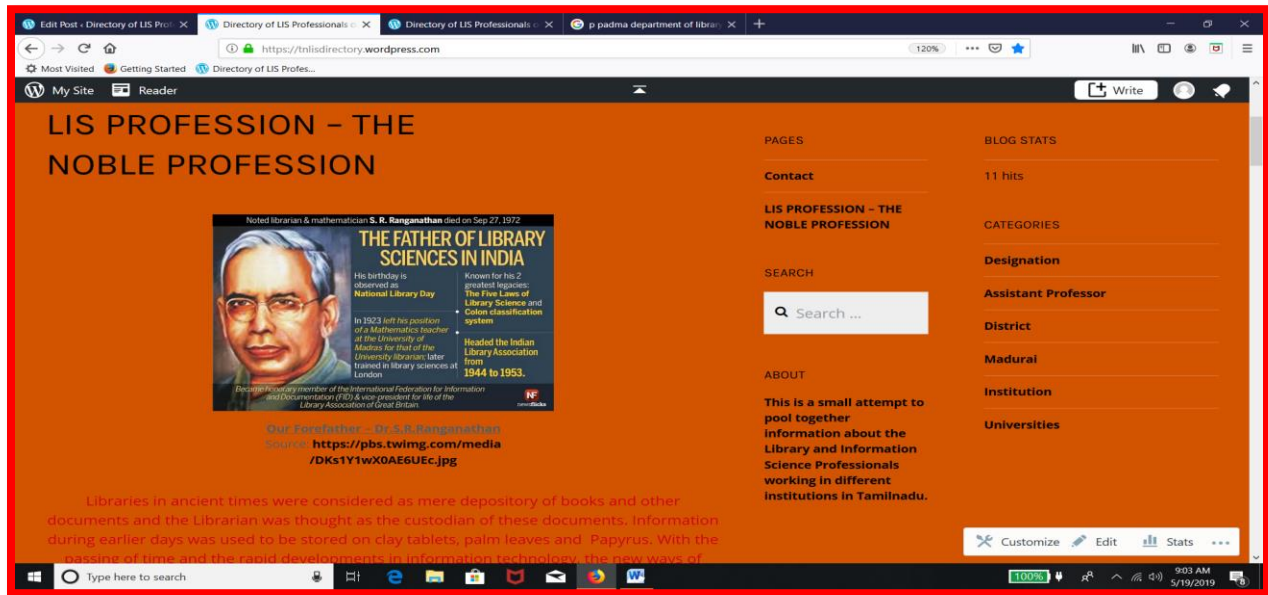 Edit Post ‹ Directory of LIS Prof
Directory of LIS Professionals o
Directory of LIS Professionals o
p padma department of library
https://tnlisdirectory.wordpress.com
120%
Most Visited
Getting Started
Directory of LIS Profes...
My Site
Reader
Write
LIS PROFESSION – THE
NOBLE PROFESSION
Noted librarian & mathematician S. R. Ranganathan died on Sep 27, 1972
THE FATHER OF LIBRARY
SCIENCES IN INDIA
His birthday is
observed as
National Library Day
In 1923 left his position
of a Mathematics teacher
at the University of
Madras for that of the
University librarian; later
trained in library sciences at
London
Known for his 2
greatest legacies:
The Five Laws of
Library Science and
Colon classification
system
Headed the Indian
Library Association
from
1944 to 1953.
Became honorary member of the International Federation for Information
and Documentation (FID) & vice-president for life of the
Library Association of Great Britain.
NF
newsflicks
Our Forefather – Dr.S.R.Ranganathan
Source: https://pbs.twimg.com/media
/DKs1Y1wX0AE6UEc.jpg
Libraries in ancient times were considered as mere depository of books and other
documents and the Librarian was thought as the custodian of these documents. Information
during earlier days was used to be stored on clay tablets, palm leaves and Papyrus. With the
passing of time and the rapid developments in information technology, the new ways of
PAGES
Contact
LIS PROFESSION – THE
NOBLE PROFESSION
SEARCH
Search ...
ABOUT
This is a small attempt to
pool together
information about the
Library and Information
Science Professionals
working in different
institutions in Tamilnadu.
BLOG STATS
11 hits
CATEGORIES
Designation
Assistant Professor
District
Madurai
Institution
Universities
Customize
Edit
Stats
Type here to search
100%
9:03 AM
5/19/2019